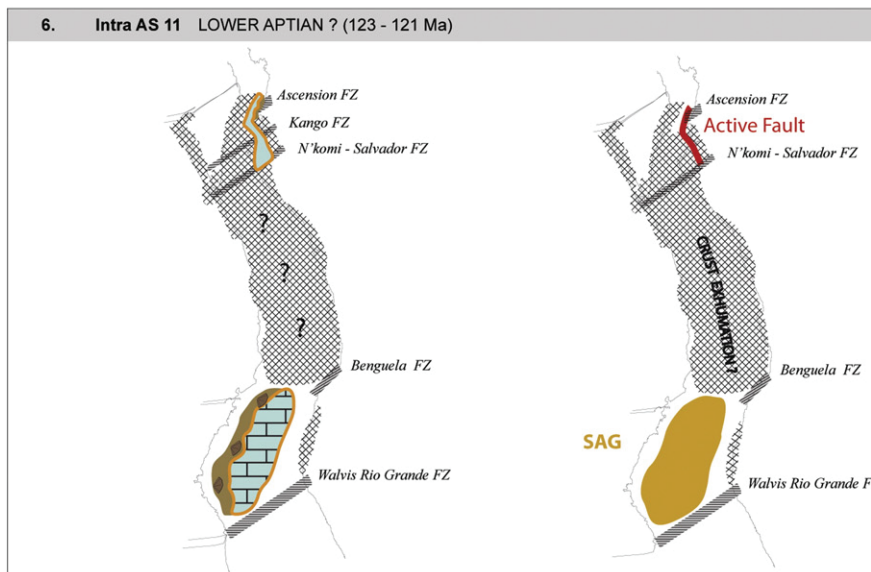 6. Intra AS 11 LOWER APTIAN ? (123 - 121 Ma)
Ascension FZ
Kango FZ
N'komi - Salvador FZ
?
?
?
Benguela FZ
Walvis Rio Grande FZ
Ascension FZ
Active Fault
N'komi - Salvador FZ
CRUST EXHUMATION ?
Benguela FZ
SAG
Walvis Rio Grande F